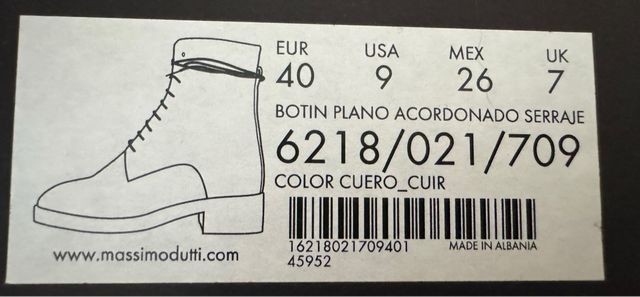 EUR USA MEX UK
40 9 26 7
BOTIN PLANO ACORDONADO SERRAJE
6218/021/709
COLOR CUERO_CUIR
16218021709401 MADE IN ALBANIA
45952
www.massimodutti.com